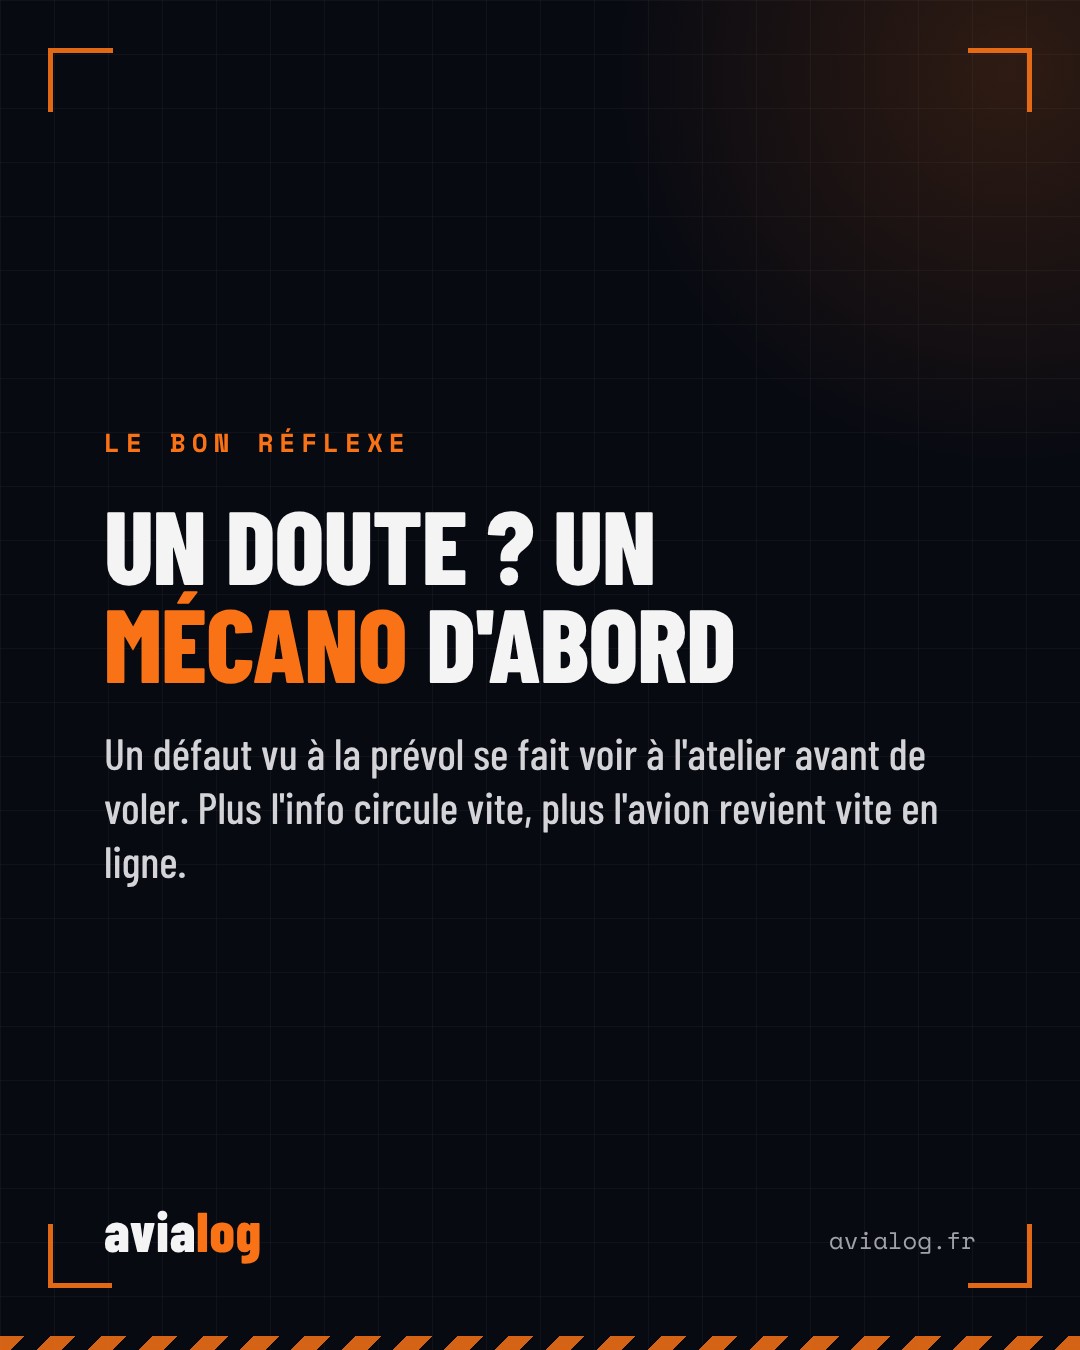 LE BON RÉFLEXE
UN DOUTE ? UN
MÉCANO D'ABORD
Un défaut vu à la prévol se fait voir à l'atelier avant de
voler. Plus l'info circule vite, plus l'avion revient vite en
ligne.
avialog
avialog.fr